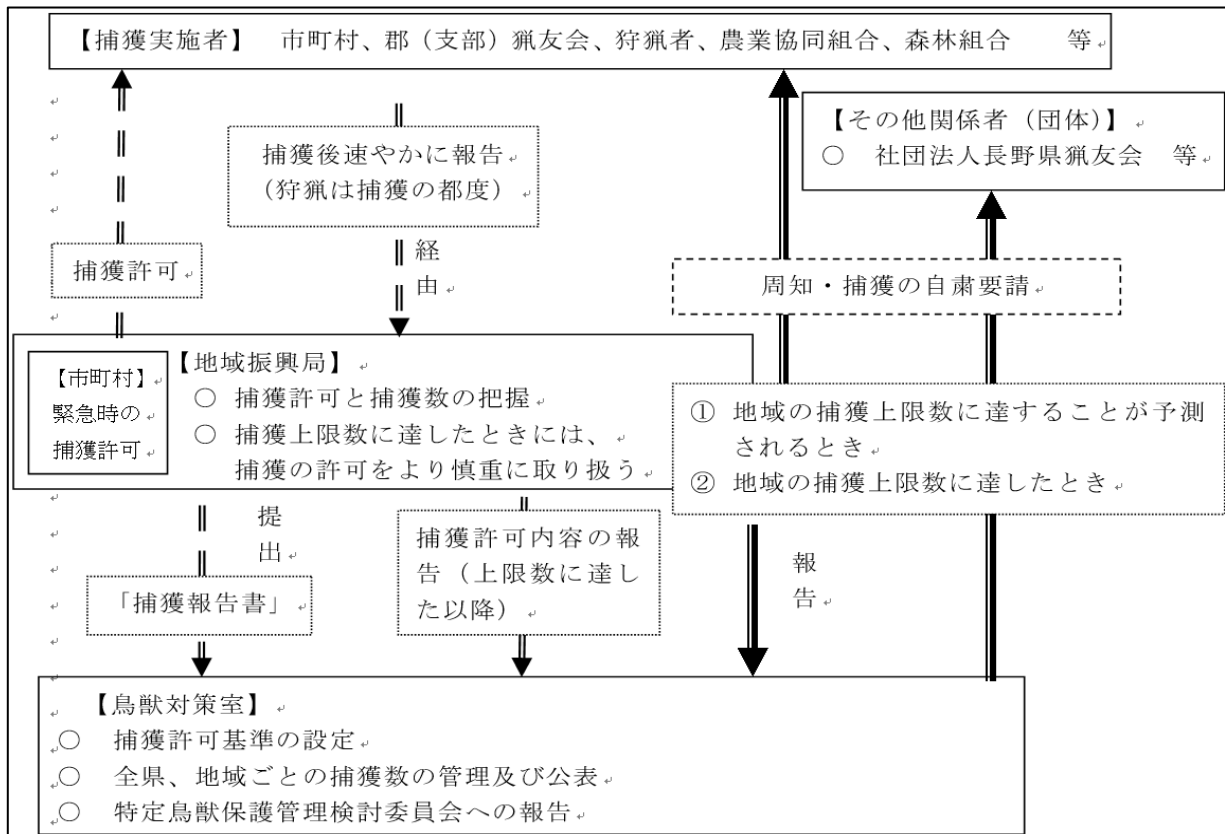 【捕獲実施者】 市町村、郡（支部）猟友会、狩猟者、農業協同組合、森林組合 等
【その他関係者（団体）】
○ 社団法人長野県猟友会 等
捕獲後速やかに報告
（狩猟は捕獲の都度）
捕獲許可
経
由
周知・捕獲の自粛要請
【市町村】
緊急時の
捕獲許可
【地域振興局】
○ 捕獲許可と捕獲数の把握
○ 捕獲上限数に達したときには、
捕獲の許可をより慎重に取り扱う
① 地域の捕獲上限数に達することが予測
されるとき
② 地域の捕獲上限数に達したとき
提
出
「捕獲報告書」
捕獲許可内容の報
告（上限数に達し
た以降）
報
告
【鳥獣対策室】
○ 捕獲許可基準の設定
○ 全県、地域ごとの捕獲数の管理及び公表
○ 特定鳥獣保護管理検討委員会への報告